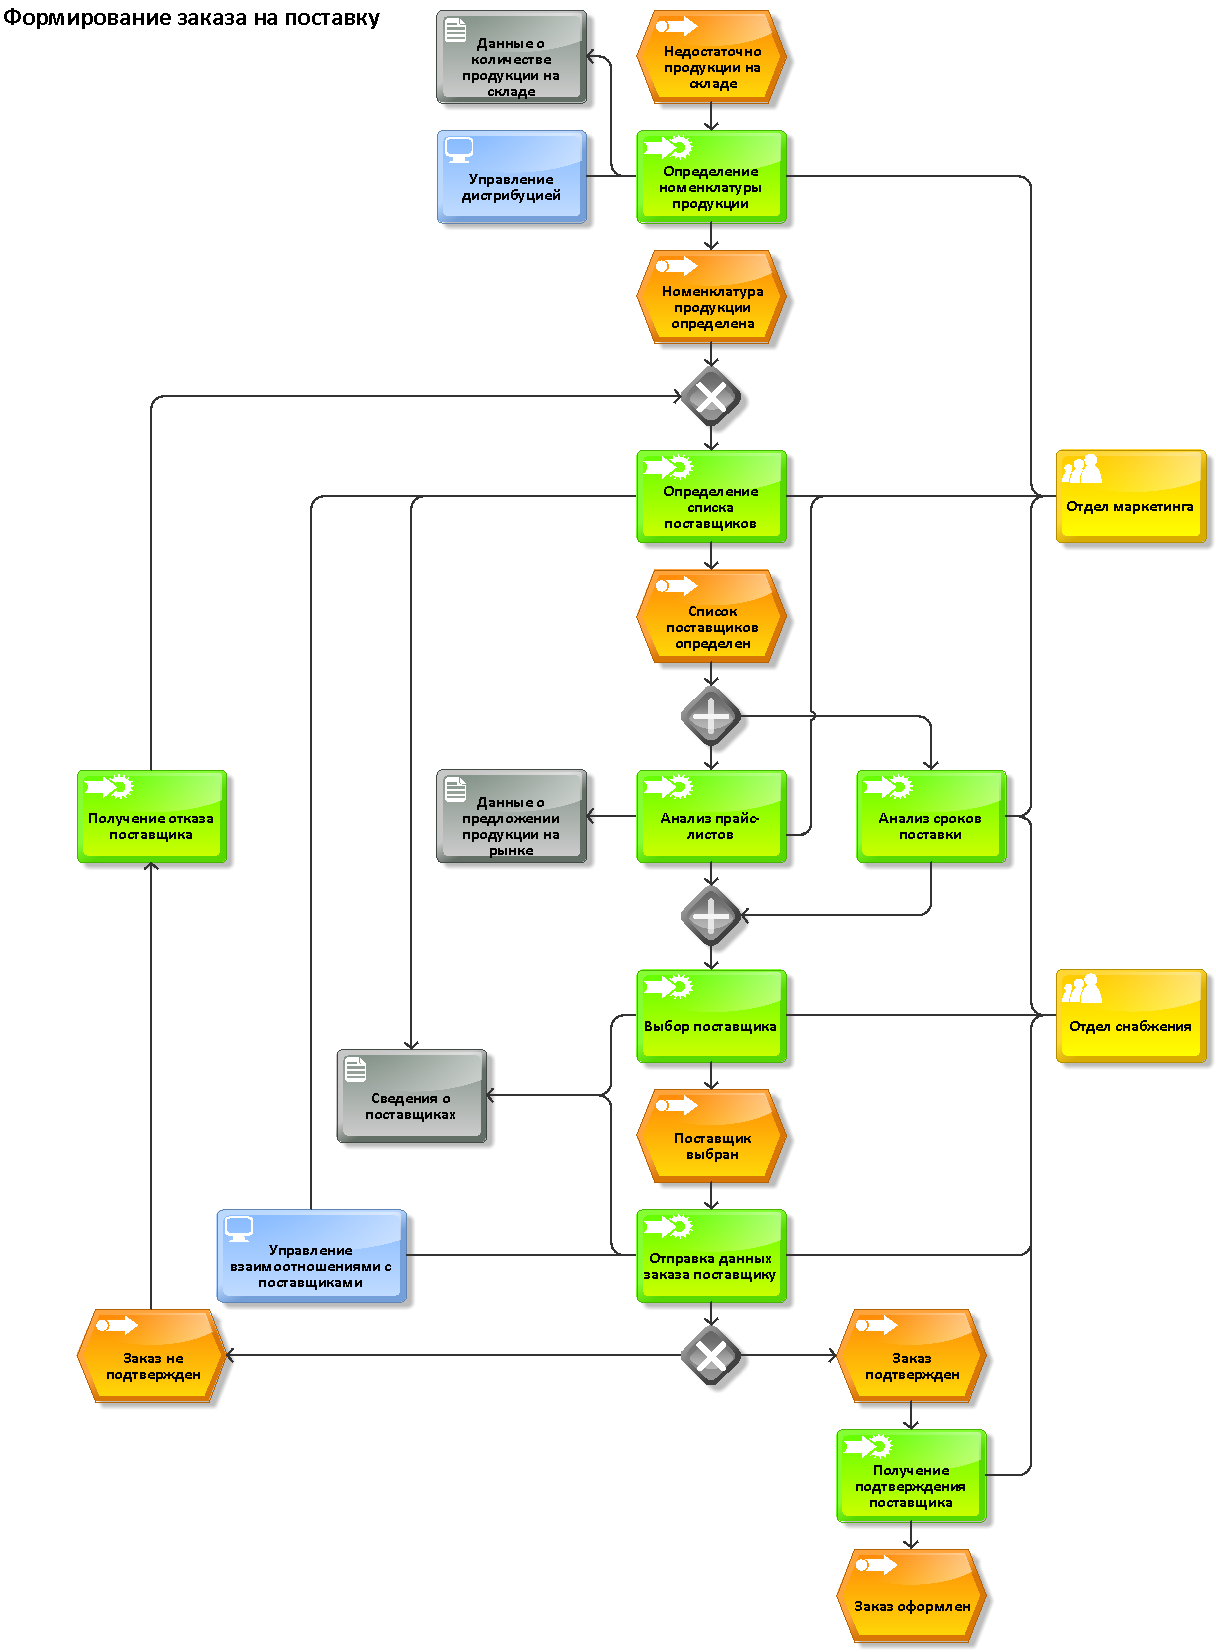 Формирование заказа на поставку
Данные о
количестве
продукции на
складе
Недостаточно
продукции на
складе
Управление
дистрибуцией
Определение
номенклатуры
продукции
Номенклатура
продукции
определена
Определение
списка
поставщиков
Отдел маркетинга
Список
поставщиков
определен
Получение отказа
поставщика
Данные о
предложении
продукции на
рынке
Анализ прайс-
листов
Анализ сроков
поставки
Выбор поставщика
Отдел снабжения
Сведения о
поставщиках
Поставщик
выбран
Управление
взаимоотношениями с
поставщиками
Отправка данных
заказа поставщику
Заказ не
подтвержден
Заказ
подтвержден
Получение
подтверждения
поставщика
Заказ оформлен